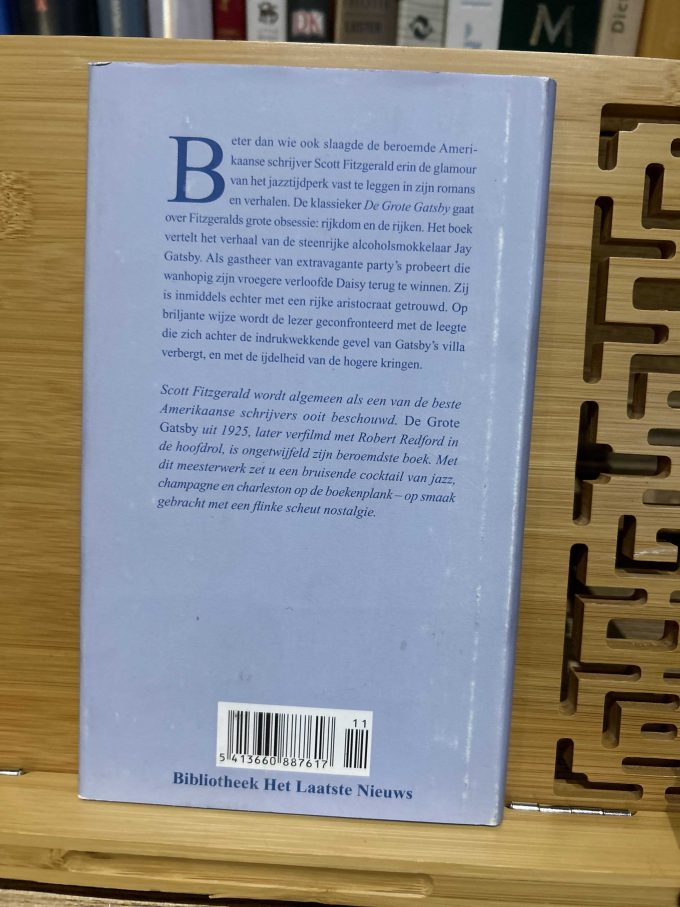 DK
M
Dic
Beter dan wie ook slaagde de beroemde Ameri-
kaanse schrijver Scott Fitzgerald erin de glamour
van het jazztijdperk vast te leggen in zijn romans
en verhalen. De klassieker De Grote Gatsby gaat
over Fitzgeralds grote obsessie: rijkdom en de rijken. Het boek
vertelt het verhaal van de steenrijke alcoholsmokkelaar Jay
Gatsby. Als gastheer van extravagante party's probeert die
wanhopig zijn vroegere verloofde Daisy terug te winnen. Zij
is inmiddels echter met een rijke aristocraat getrouwd. Op
briljante wijze wordt de lezer geconfronteerd met de leegte
die zich achter de indrukwekkende gevel van Gatsby's villa
verbergt, en met de ijdelheid van de hogere kringen.
Scott Fitzgerald wordt algemeen als een van de beste
Amerikaanse schrijvers ooit beschouwd. De Grote
Gatsby uit 1925, later verfilmd met Robert Redford in
de hoofdrol, is ongetwijfeld zijn beroemdste boek. Met
dit meesterwerk zet u een bruisende cocktail van jazz,
champagne en charleston op de boekenplank – op smaak
gebracht met een flinke scheut nostalgie.
11
5 413660 887617
Bibliotheek Het Laatste Nieuws